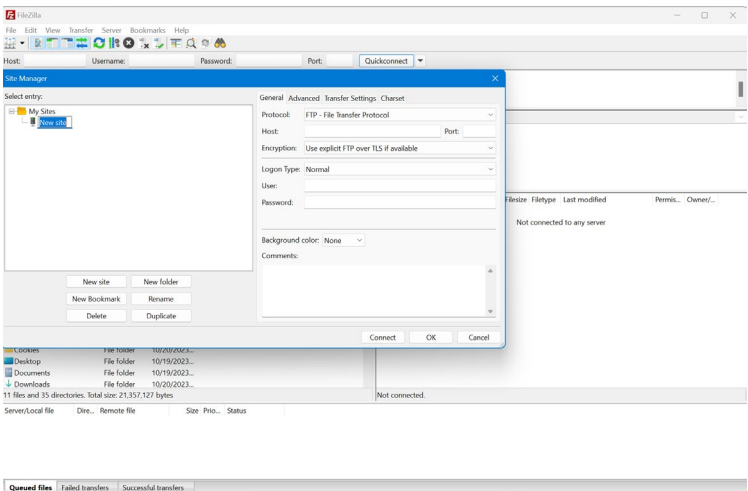 FileZilla
File Edit View Transfer Server Bookmarks Help
Host: Username: Password: Port: Quickconnect
Site Manager
Select entry:
My Sites
New site
General Advanced Transfer Settings Charset
Protocol: FTP - File Transfer Protocol
Host: Port:
Encryption: Use explicit FTP over TLS if available
Logon Type: Normal
User:
Password:
Background color: None
Comments:
New site New folder
New Bookmark Rename
Delete Duplicate
Connect OK Cancel
Filesize Filetype Last modified Permis... Owner/...
Not connected to any server
Cookies File folder 10/20/2023...
Desktop File folder 10/19/2023...
Documents File folder 10/19/2023...
Downloads File folder 10/20/2023...
11 files and 35 directories. Total size: 21,357,127 bytes
Not connected.
Server/Local file Dire... Remote file Size Prio... Status
Queued files Failed transfers Successful transfers